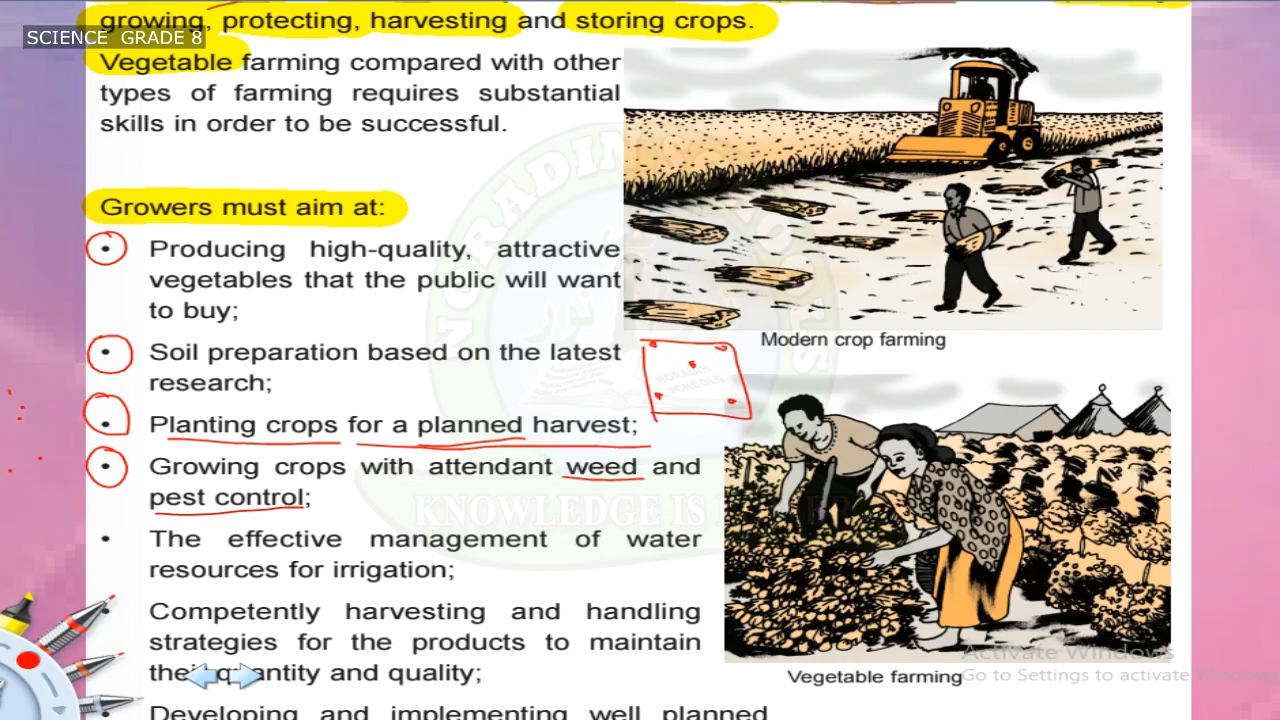 growing, protecting, harvesting and storing crops.
SCIENCE GRADE 8
Vegetable farming compared with other
types of farming requires substantial
skills in order to be successful.
Growers must aim at:
• Producing high-quality, attractive
vegetables that the public will want
to buy;
• Soil preparation based on the latest
research;
• Planting crops for a planned harvest;
• Growing crops with attendant weed and
pest control;
• The effective management of water
resources for irrigation;
Competently harvesting and handling
strategies for the products to maintain
their quantity and quality;
• Developing and implementing well planned
Modern crop farming
Vegetable farming
NORADIN SCHOOLS
KNOWLEDGE IS
Activate Windows
Go to Settings to activate Windows.